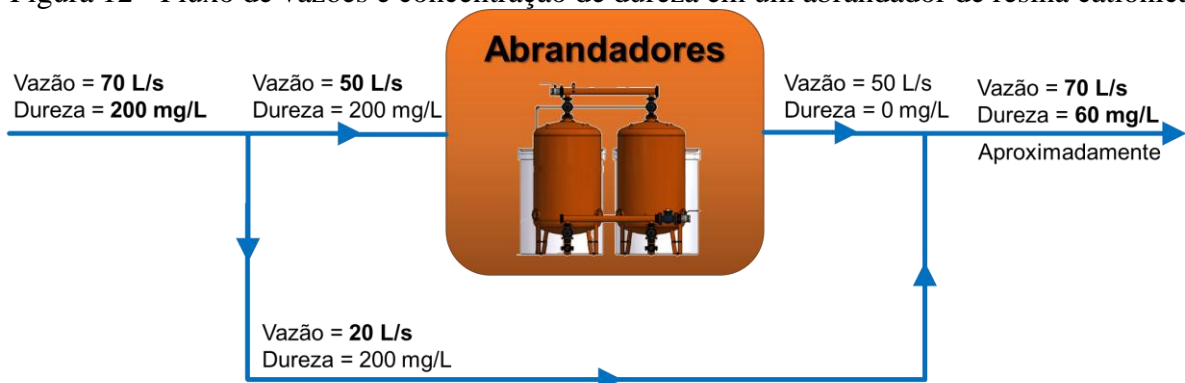 Figura 12 - Fluxo de vazões e concentração de dureza em um abrandador de resina catiônica
Abrandadores
Vazão = 70 L/s
Dureza = 200 mg/L
Vazão = 50 L/s
Dureza = 200 mg/L
Vazão = 50 L/s
Dureza = 0 mg/L
Vazão = 70 L/s
Dureza = 60 mg/L
Aproximadamente
Vazão = 20 L/s
Dureza = 200 mg/L